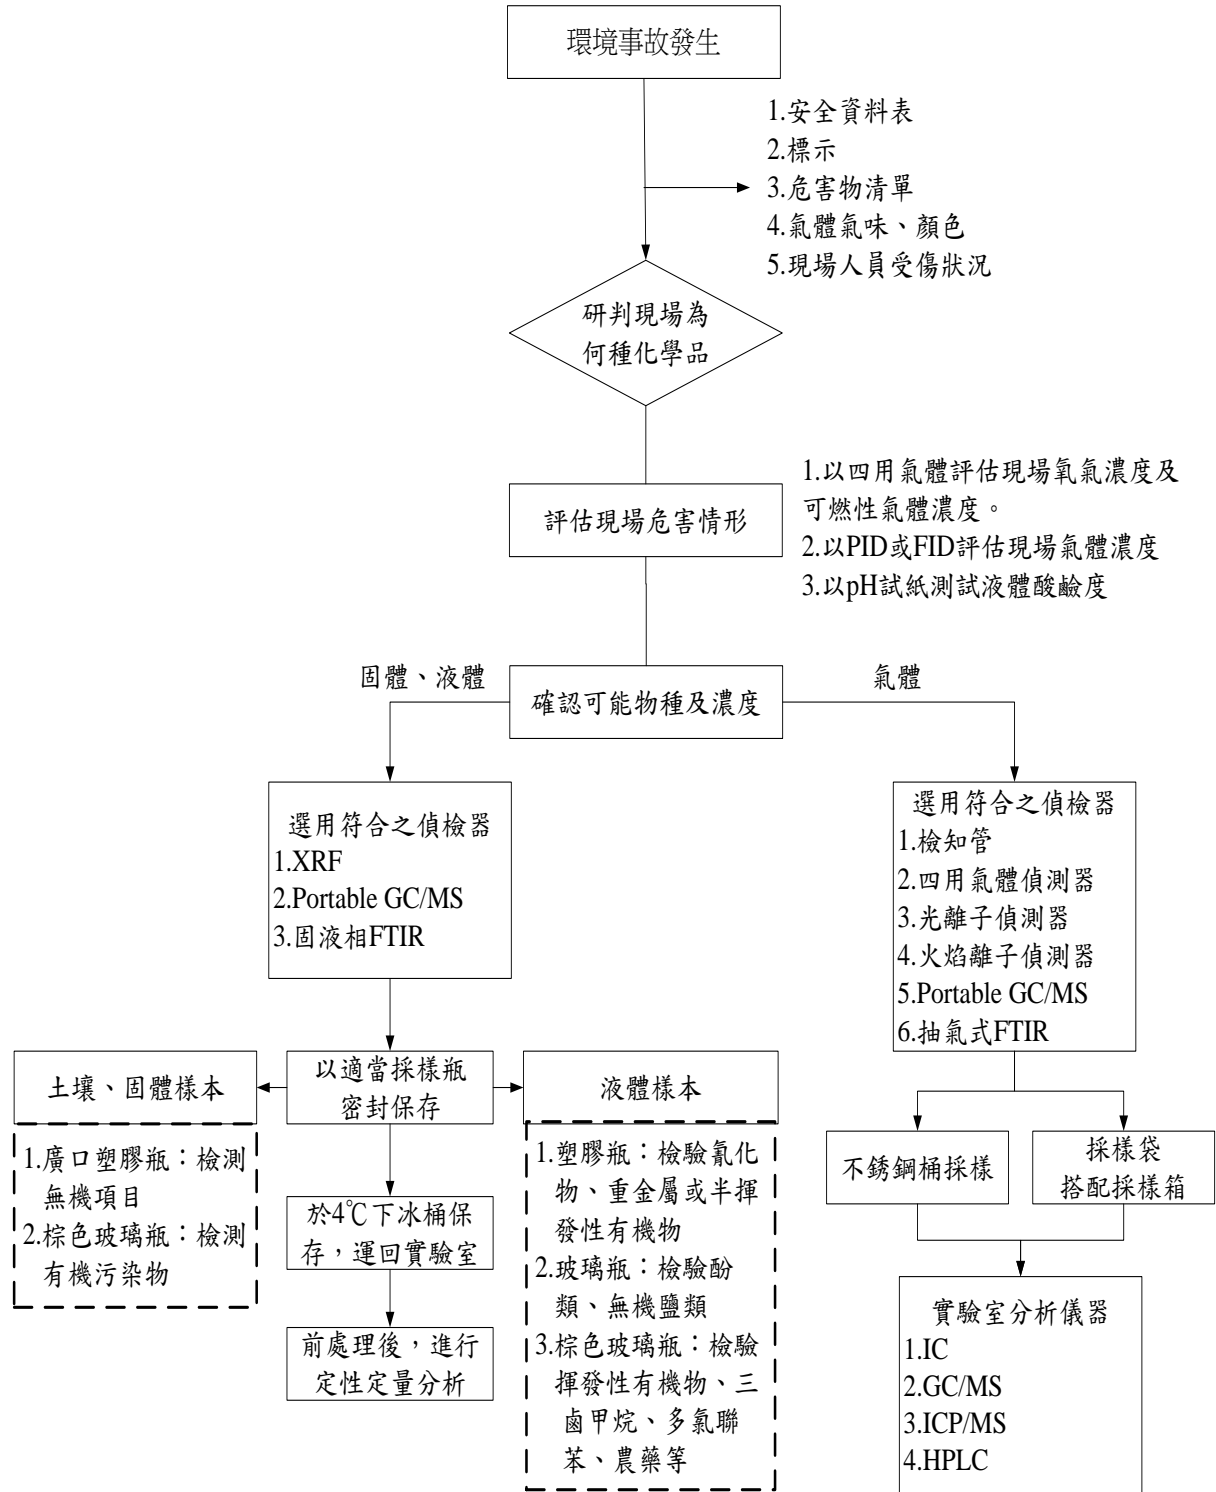 環境事故發生
1.安全資料表
2.標示
3.危害物清單
4.氣體氣味、顏色
5.現場人員受傷狀況
研判現場為
何種化學品
1.以四用氣體評估現場氧氣濃度及
可燃性氣體濃度。
2.以PID或FID評估現場氣體濃度
3.以pH試紙測試液體酸鹼度
評估現場危害情形
固體、液體
氣體
確認可能物種及濃度
選用符合之偵檢器
1.XRF
2.Portable GC/MS
3.固液相FTIR
選用符合之偵檢器
1.檢知管
2.四用氣體偵測器
3.光離子偵測器
4.火焰離子偵測器
5.Portable GC/MS
6.抽氣式FTIR
土壤、固體樣本
1.廣口塑膠瓶：檢測
無機項目
2.棕色玻璃瓶：檢測
有機污染物
以適當採樣瓶
密封保存
於4℃下冰桶保
存，運回實驗室
前處理後，進行
定性定量分析
液體樣本
1.塑膠瓶：檢驗氰化
物、重金屬或半揮
發性有機物
2.玻璃瓶：檢驗酚
類、無機鹽類
3.棕色玻璃瓶：檢驗
揮發性有機物、三
鹵甲烷、多氯聯
苯、農藥等
不銹鋼桶採樣
採樣袋
搭配採樣箱
實驗室分析儀器
1.IC
2.GC/MS
3.ICP/MS
4.HPLC